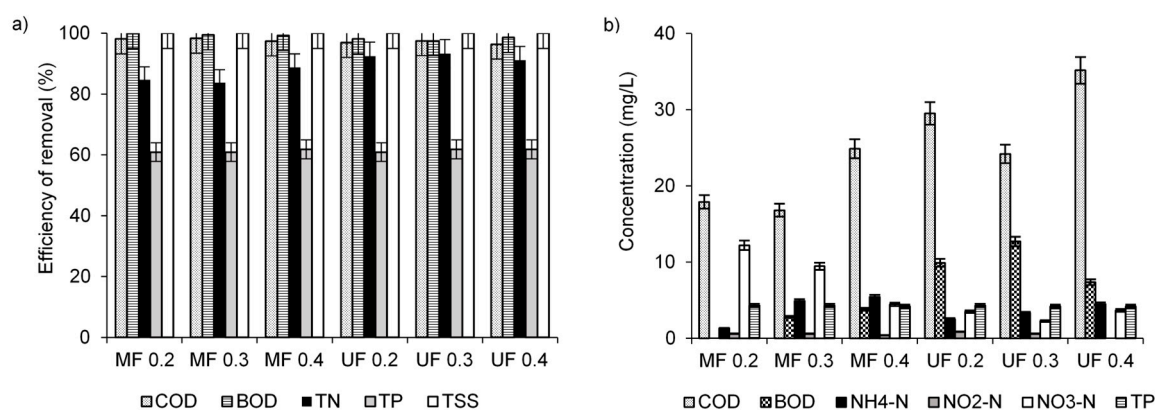 a)
Efficiency of removal (%)
100
80
60
40
20
0
MF 0.2 MF 0.3 MF 0.4 UF 0.2 UF 0.3 UF 0.4
COD BOD TN TP TSS
b)
Concentration (mg/L)
40
30
20
10
0
MF 0.2 MF 0.3 MF 0.4 UF 0.2 UF 0.3 UF 0.4
COD BOD NH4-N NO2-N NO3-N TP